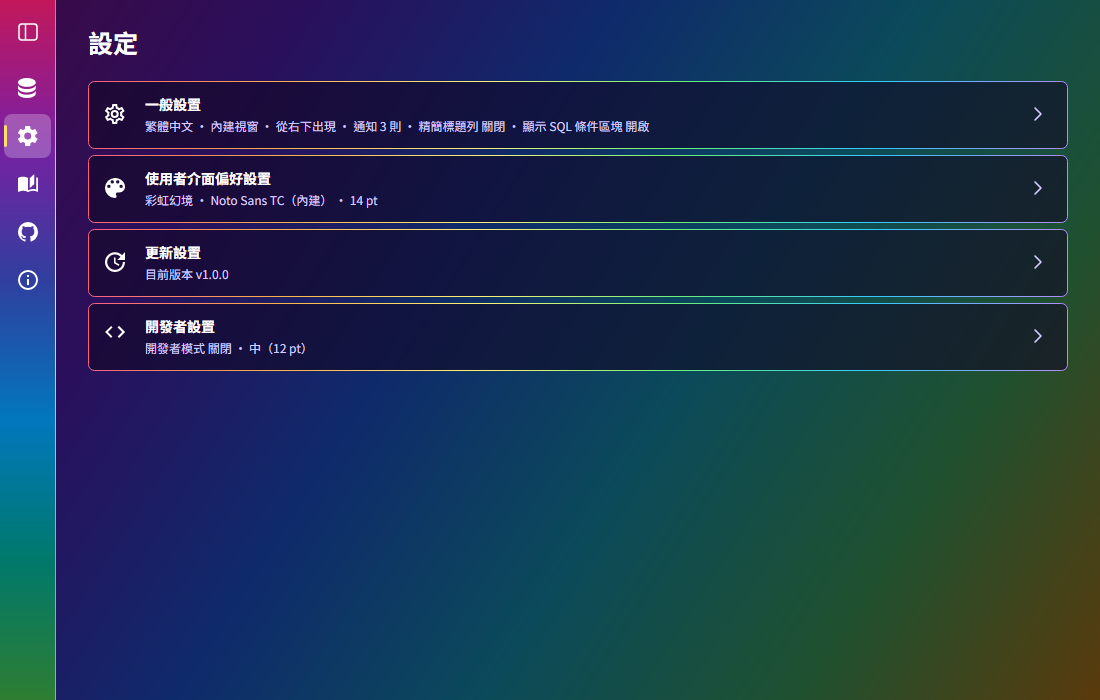 設定
一般設置
繁體中文 • 內建視窗 • 從右下出現 • 通知 3 則 • 精簡標題列 關閉 • 顯示 SQL 條件區塊 開啟
使用者介面偏好設置
彩虹幻境 • Noto Sans TC（內建） • 14 pt
更新設置
目前版本 v1.0.0
開發者設置
開發者模式 關閉 • 中（12 pt）